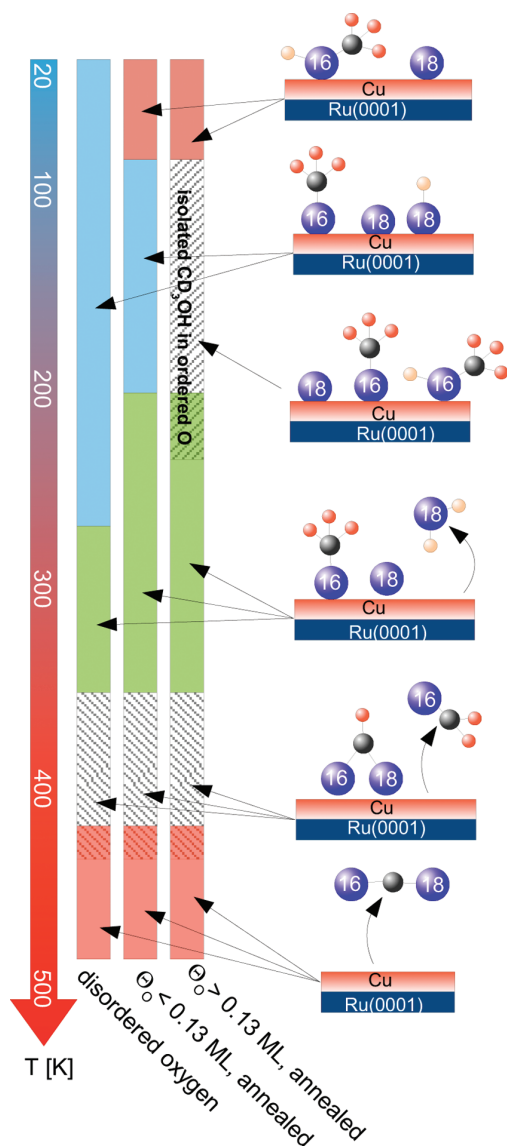 20
100
200
300
400
500
T [K]
isolated CD₃OH in ordered O
disordered oxygen
Θ₀ < 0.13 ML, annealed
Θ₀ > 0.13 ML, annealed
16
18
Cu
Ru(0001)
16
18
18
Cu
Ru(0001)
18
16
16
Cu
Ru(0001)
18
16
18
Cu
Ru(0001)
16
16
18
Cu
Ru(0001)
16
18
Cu
Ru(0001)